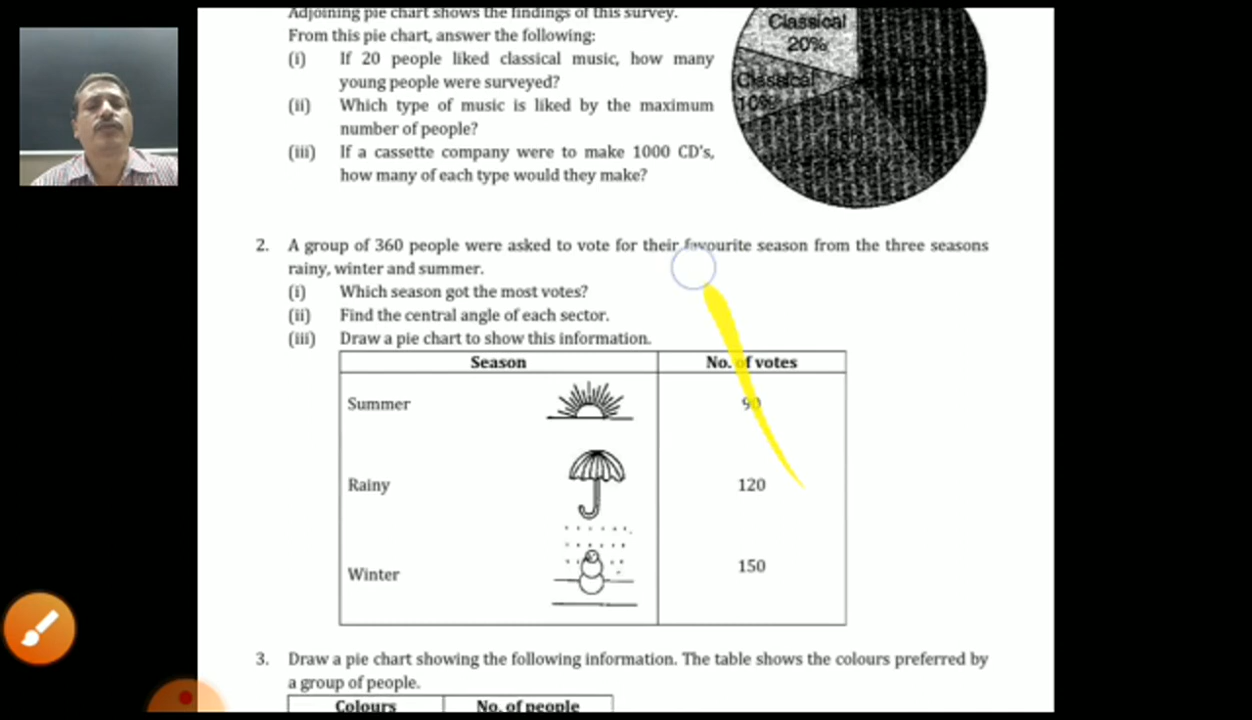 Adjoining pie chart shows the findings of this survey.
From this pie chart, answer the following:
(i) If 20 people liked classical music, how many
young people were surveyed?
(ii) Which type of music is liked by the maximum
number of people?
(iii) If a cassette company were to make 1000 CD's,
how many of each type would they make?
Classical
20%
Classical
10%
2. A group of 360 people were asked to vote for their favourite season from the three seasons
rainy, winter and summer.
(i) Which season got the most votes?
(ii) Find the central angle of each sector.
(iii) Draw a pie chart to show this information.
Season No. of votes
Summer 90
Rainy 120
Winter 150
3. Draw a pie chart showing the following information. The table shows the colours preferred by
a group of people.
Colours No. of people